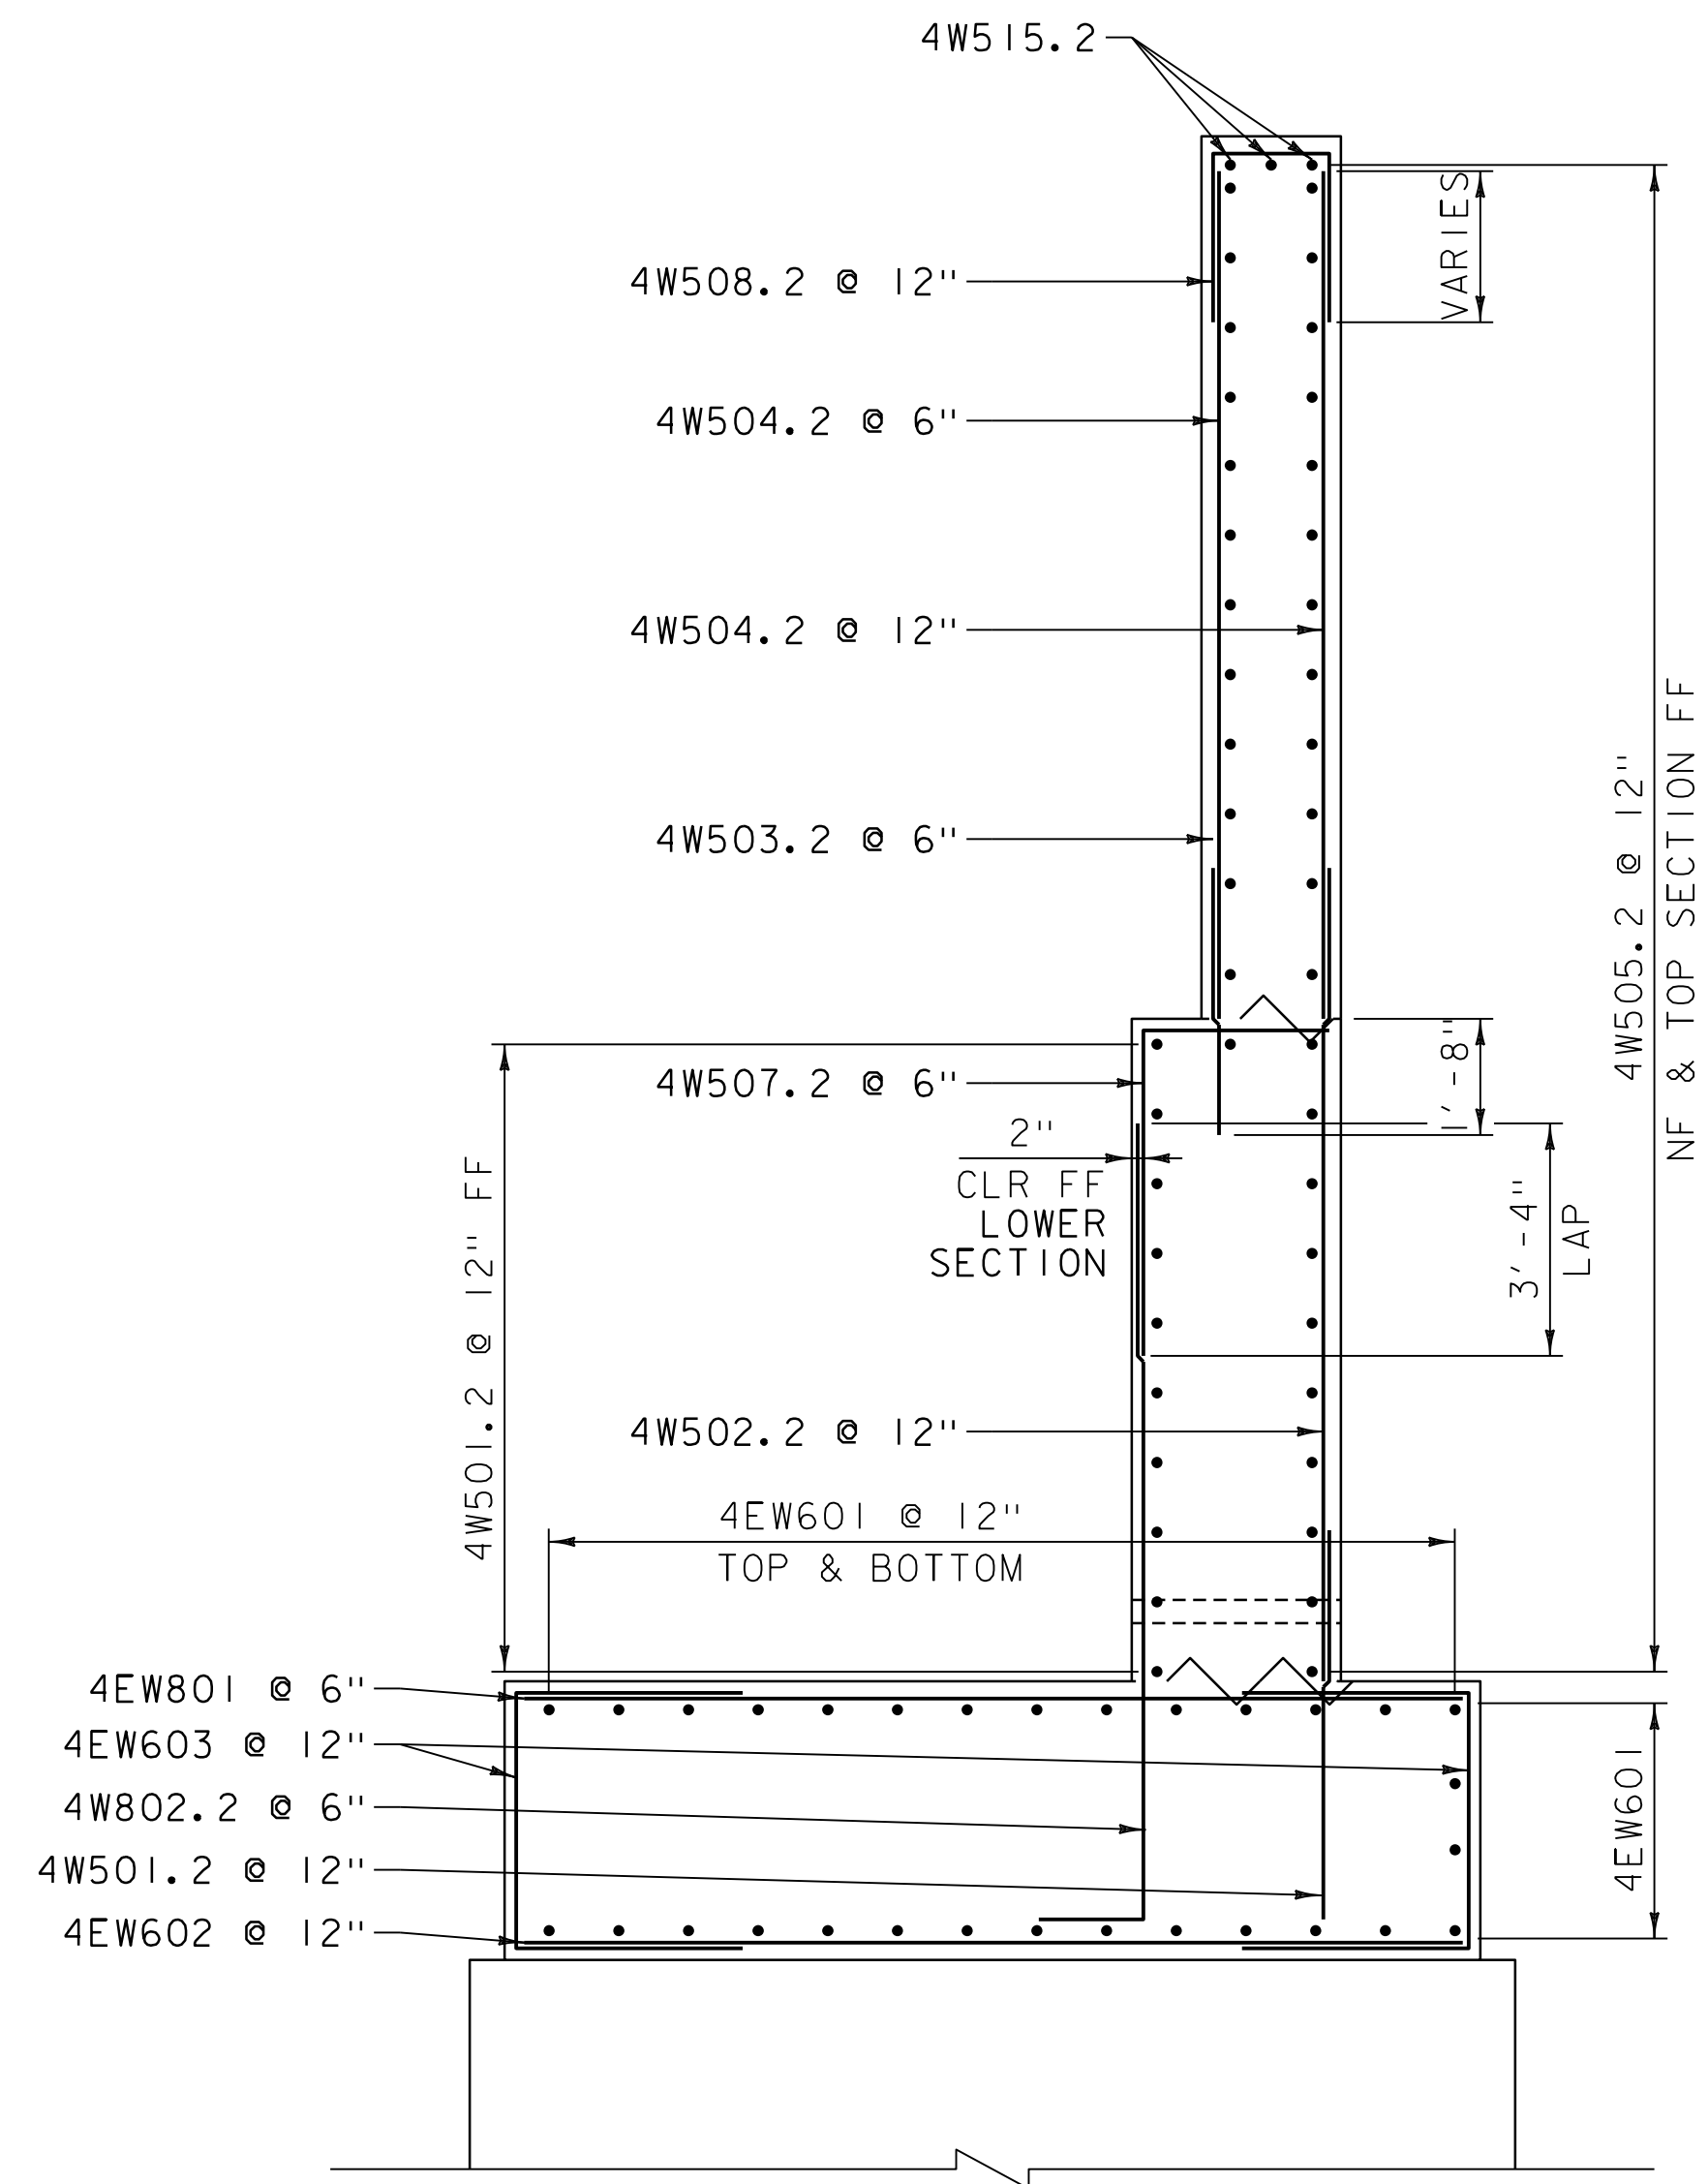 4W515.2
4W508.2 @ 12"
VARIES
4W504.2 @ 6"
4W504.2 @ 12"
4W503.2 @ 6"
4W505.2 @ 12"
NF & TOP SECTION FF
4W507.2 @ 6"
1'-8"
2"
CLR FF
LOWER
SECTION
3'-4"
LAP
4W501.2 @ 12" FF
4W502.2 @ 12"
4EW601 @ 12"
TOP & BOTTOM
4EW801 @ 6"
4EW603 @ 12"
4W802.2 @ 6"
4W501.2 @ 12"
4EW602 @ 12"
4EW601